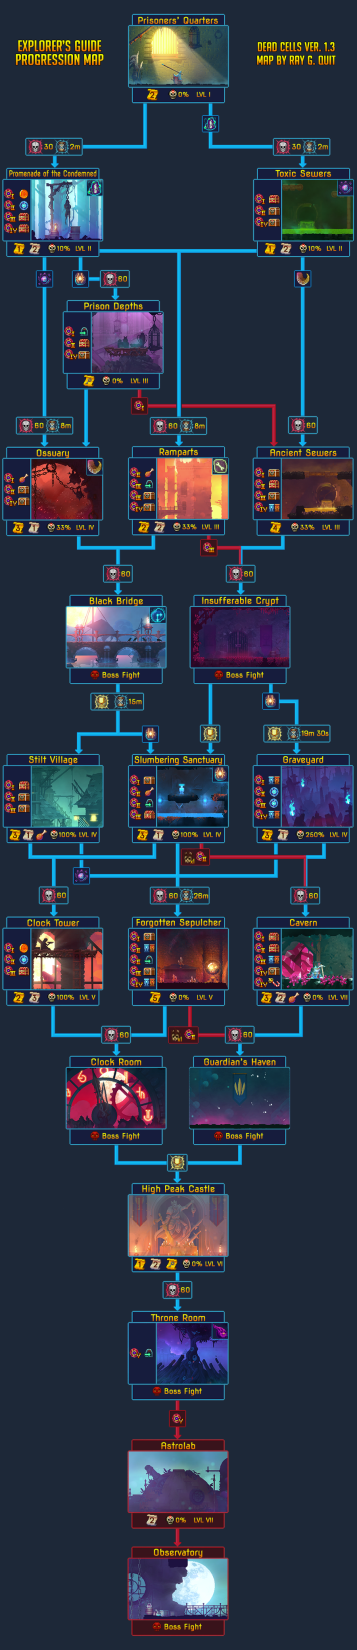 Prisoners' Quarters
EXPLORER'S GUIDE
PROGRESSION MAP
DEAD CELLS VER. 1.3
MAP BY RAY G. QUIT
2 0% LVL I
30 2m
30 2m
Promenade of the Condemned
Toxic Sewers
10% LVL II
10% LVL II
60
Prison Depths
0% LVL III
60 8m
60 8m
60
Ossuary
Ramparts
Ancient Sewers
33% LVL IV
33% LVL III
33% LVL III
60
60
Black Bridge
Insufferable Crypt
Boss Fight
Boss Fight
15m
19m 30s
Stilt Village
Slumbering Sanctuary
Graveyard
100% LVL IV
100% LVL IV
250% LVL IV
60
60 26m
60
Clock Tower
Forgotten Sepulcher
Cavern
100% LVL V
0% LVL V
0% LVL VII
60
60
Clock Room
Guardian's Haven
Boss Fight
Boss Fight
High Peak Castle
0% LVL VI
60
Throne Room
Boss Fight
Astrolab
0% LVL VII
Observatory
Boss Fight